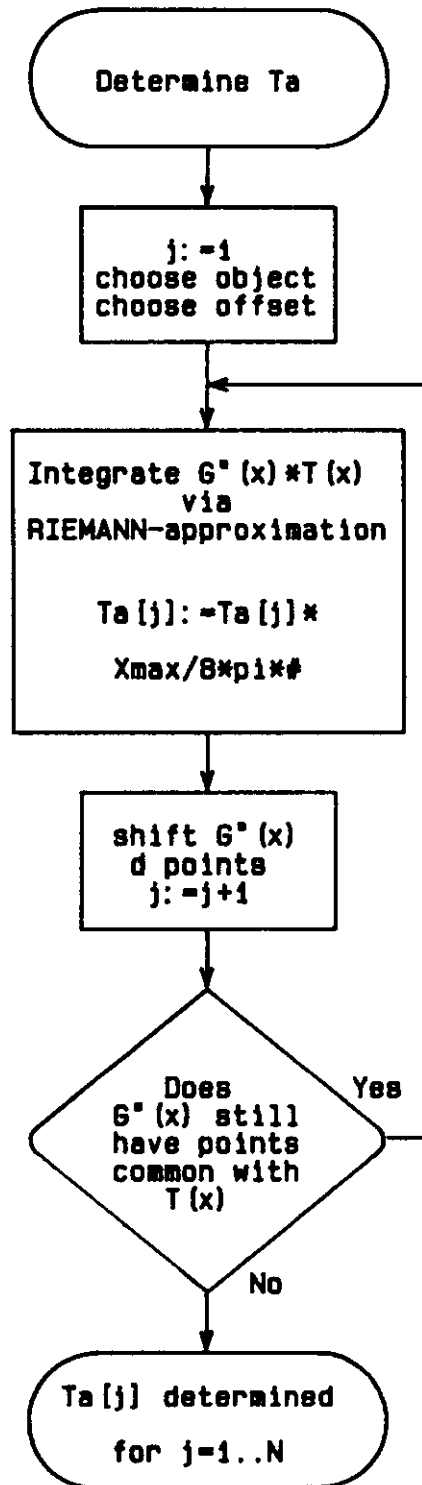 Determine Ta
j:=1
choose object
choose offset
Integrate G"(x)*T(x)
via
RIEMANN-approximation
Ta[j]:=Ta[j]*
Xmax/8*pi*#
shift G"(x)
d points
j:=j+1
Does
G"(x) still
have points
common with
T(x)
Yes
No
Ta[j] determined
for j=1..N